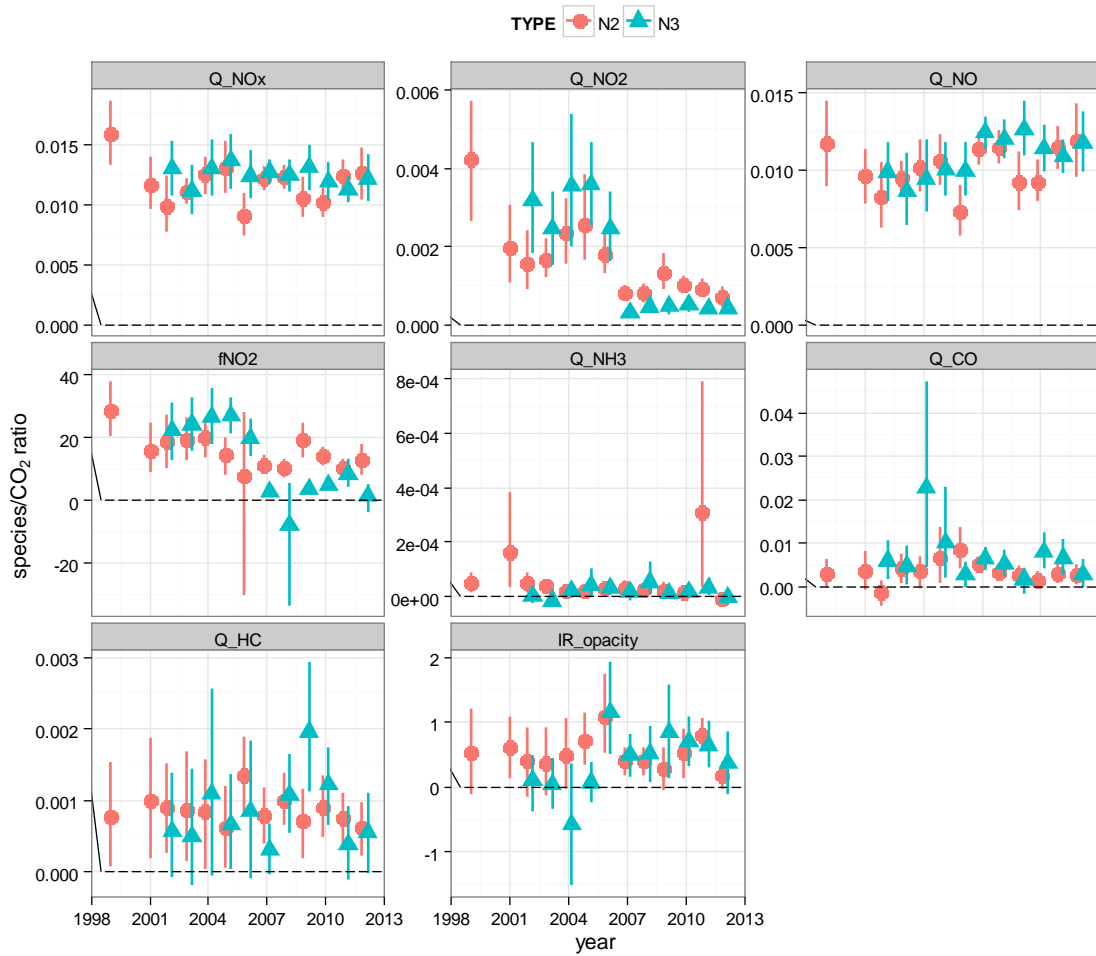 TYPE N2 N3
Q_NOx Q_NO2 Q_NO
0.015
0.010
0.005
0.000
0.006
0.004
0.002
0.000
0.015
0.010
0.005
0.000
fNO2 Q_NH3 Q_CO
40
20
0
-20
8e-04
6e-04
4e-04
2e-04
0e+00
0.04
0.03
0.02
0.01
0.00
species/CO₂ ratio
Q_HC IR_opacity
0.003
0.002
0.001
0.000
2
1
0
-1
1998 2001 2004 2007 2010 2013 1998 2001 2004 2007 2010 2013
year